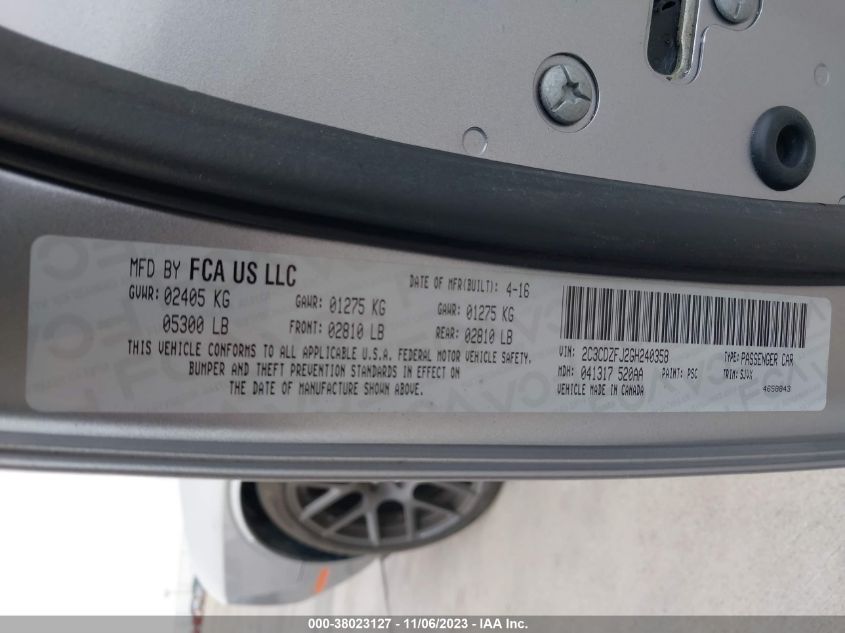 MFD BY FCA US LLC
DATE OF MFR(BUILT): 4-16
GVWR: 02405 KG
GAWR: 01275 KG
GAWR: 01275 KG
05300 LB
FRONT: 02810 LB
REAR: 02810 LB
THIS VEHICLE CONFORMS TO ALL APPLICABLE U.S.A. FEDERAL MOTOR VEHICLE SAFETY,
BUMPER AND THEFT PREVENTION STANDARDS IN EFFECT ON
THE DATE OF MANUFACTURE SHOWN ABOVE.
VIN: 2C3CDZFJ2GH240358
TYPE: PASSENGER CAR
MDH: 041317 520AA
PAINT: PSC
TRIM: SJVX
VEHICLE MADE IN CANADA
4658043
000-38023127 - 11/06/2023 - IAA Inc.